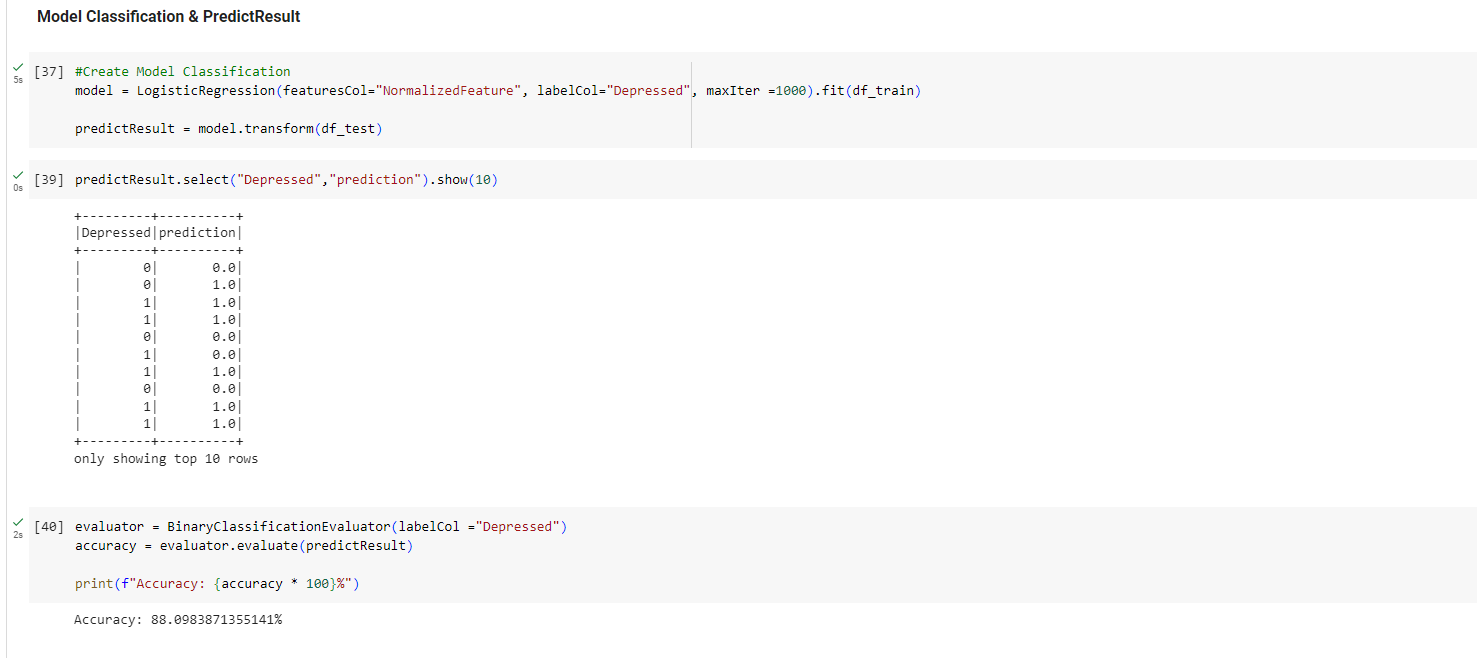 Model Classification & PredictResult
5s
[37] #Create Model Classification
model = LogisticRegression(featuresCol="NormalizedFeature", labelCol="Depressed", maxIter =1000).fit(df_train)
predictResult = model.transform(df_test)
0s
[39] predictResult.select("Depressed","prediction").show(10)
+---------+----------+
|Depressed|prediction|
+---------+----------+
|        0|       0.0|
|        0|       1.0|
|        1|       1.0|
|        1|       1.0|
|        0|       0.0|
|        1|       0.0|
|        1|       1.0|
|        0|       0.0|
|        1|       1.0|
|        1|       1.0|
+---------+----------+
only showing top 10 rows
2s
[40] evaluator = BinaryClassificationEvaluator(labelCol ="Depressed")
accuracy = evaluator.evaluate(predictResult)
print(f"Accuracy: {accuracy * 100}%")
Accuracy: 88.0983871355141%